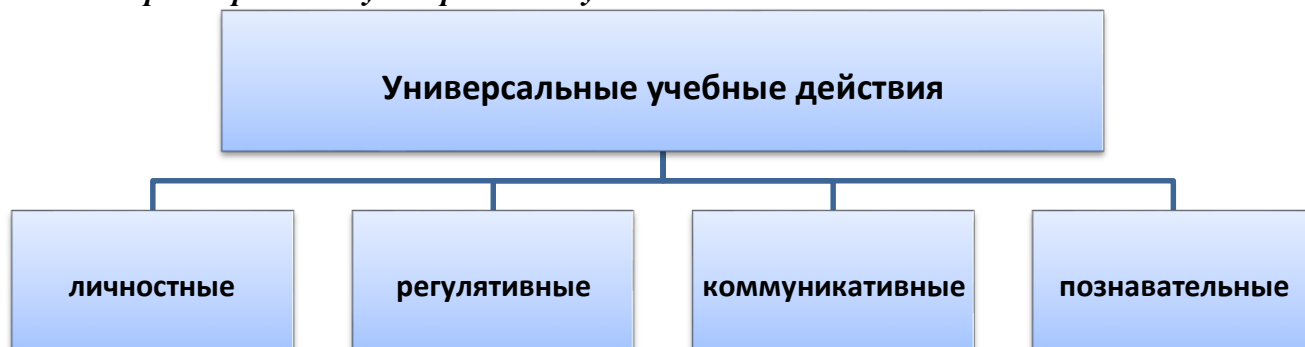 Универсальные учебные действия
личностные
регулятивные
коммуникативные
познавательные